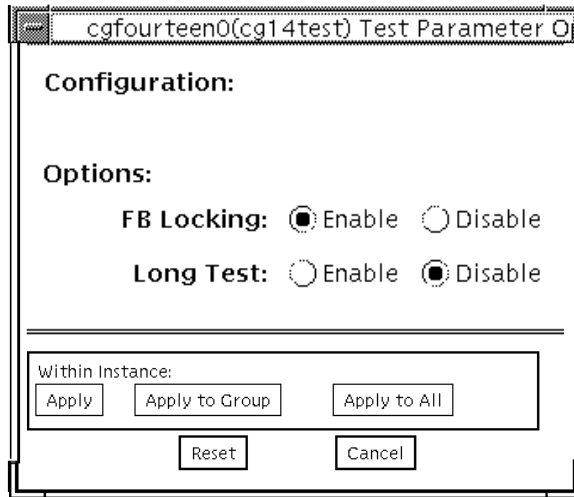 cgfourteen0(cg14test) Test Parameter Op
Configuration:
Options:
FB Locking: Enable Disable
Long Test: Enable Disable
Within Instance:
Apply Apply to Group Apply to All
Reset Cancel